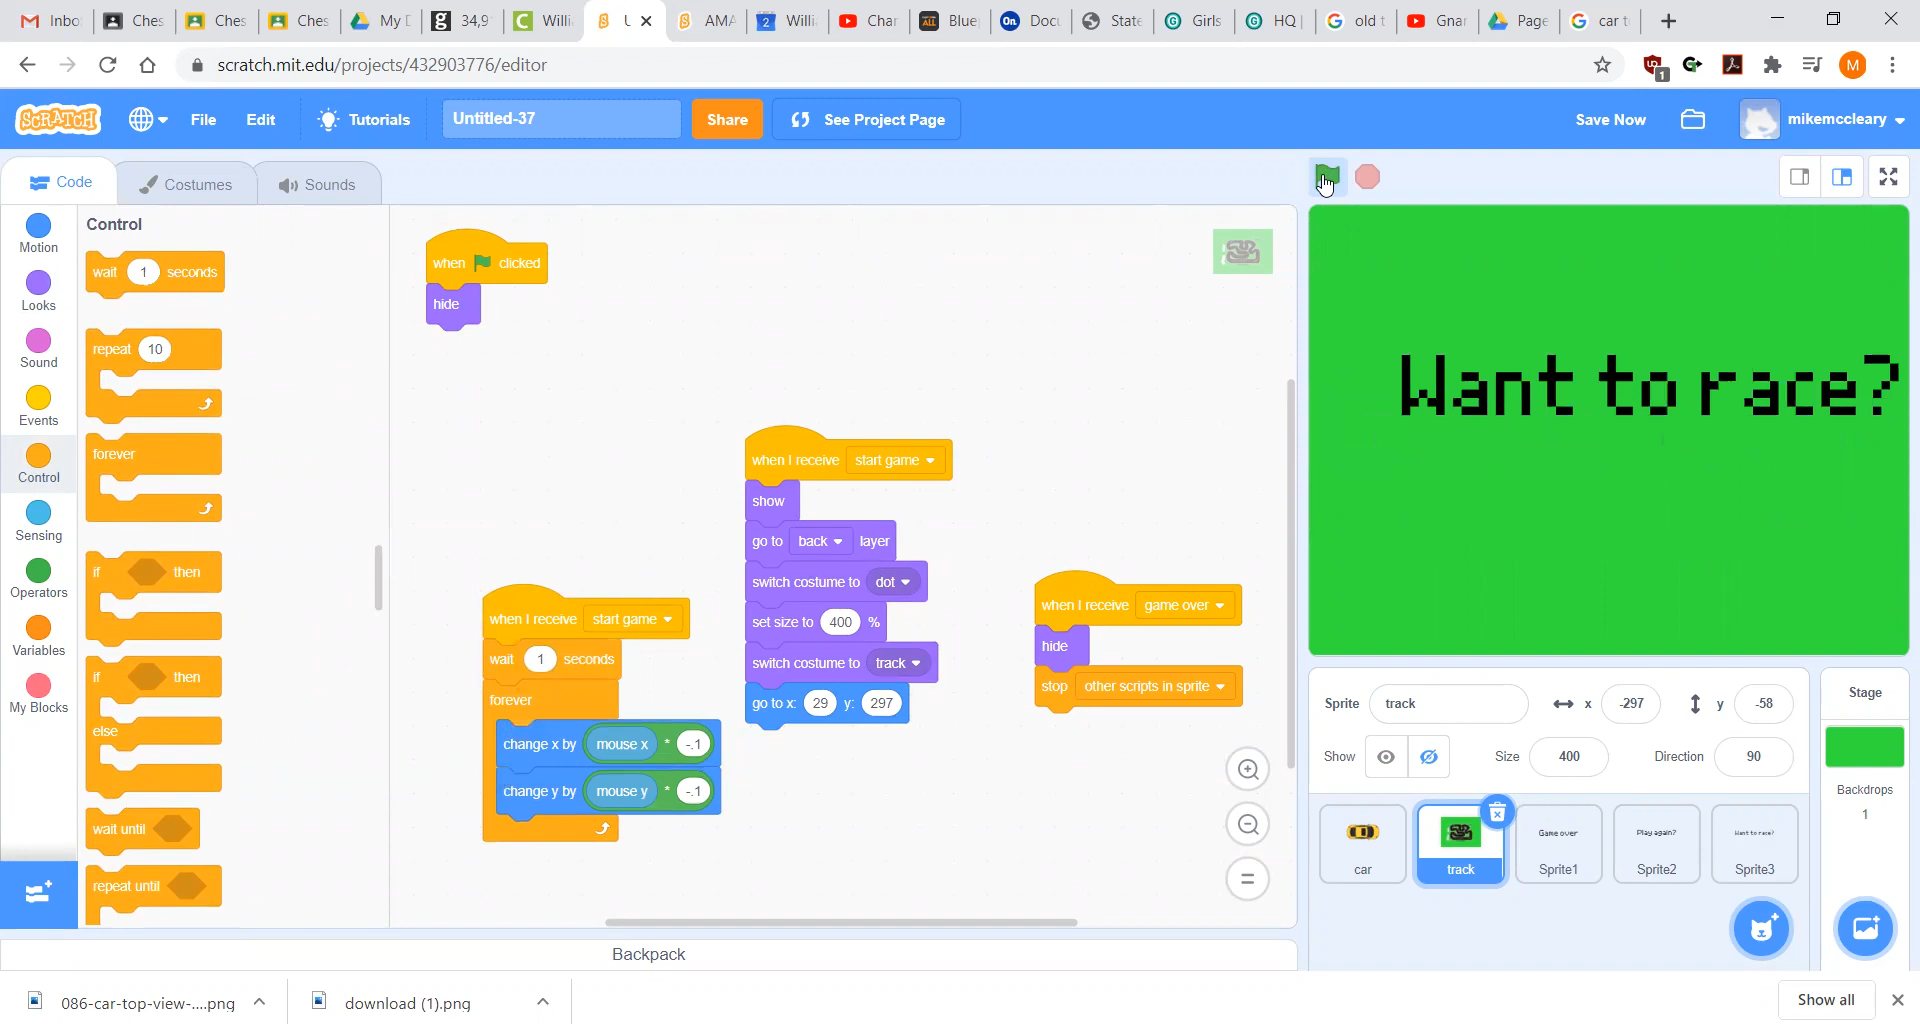 Inbo Ches Ches Ches My D 34,9 Willi U AMA Willi Char Blue Docu State Girls HQ old t Gnar Page car t
scratch.mit.edu/projects/432903776/editor
SCRATCH File Edit Tutorials Untitled-37 Share See Project Page Save Now mikemccleary
Code Costumes Sounds
Motion
Looks
Sound
Events
Control
Sensing
Operators
Variables
My Blocks
Control
wait 1 seconds
repeat 10
forever
if then
if then
else
wait until
repeat until
when clicked
hide
when I receive start game
wait 1 seconds
forever
change x by mouse x * -.1
change y by mouse y * -.1
when I receive start game
show
go to back layer
switch costume to dot
set size to 400 %
switch costume to track
go to x: 29 y: 297
when I receive game over
hide
stop other scripts in sprite
Want to race?
Sprite track x -297 y -58
Show Size 400 Direction 90
car
track
Game over
Sprite1
Play again?
Sprite2
Want to race?
Sprite3
Stage
Backdrops
1
Backpack
086-car-top-view-....png download (1).png Show all